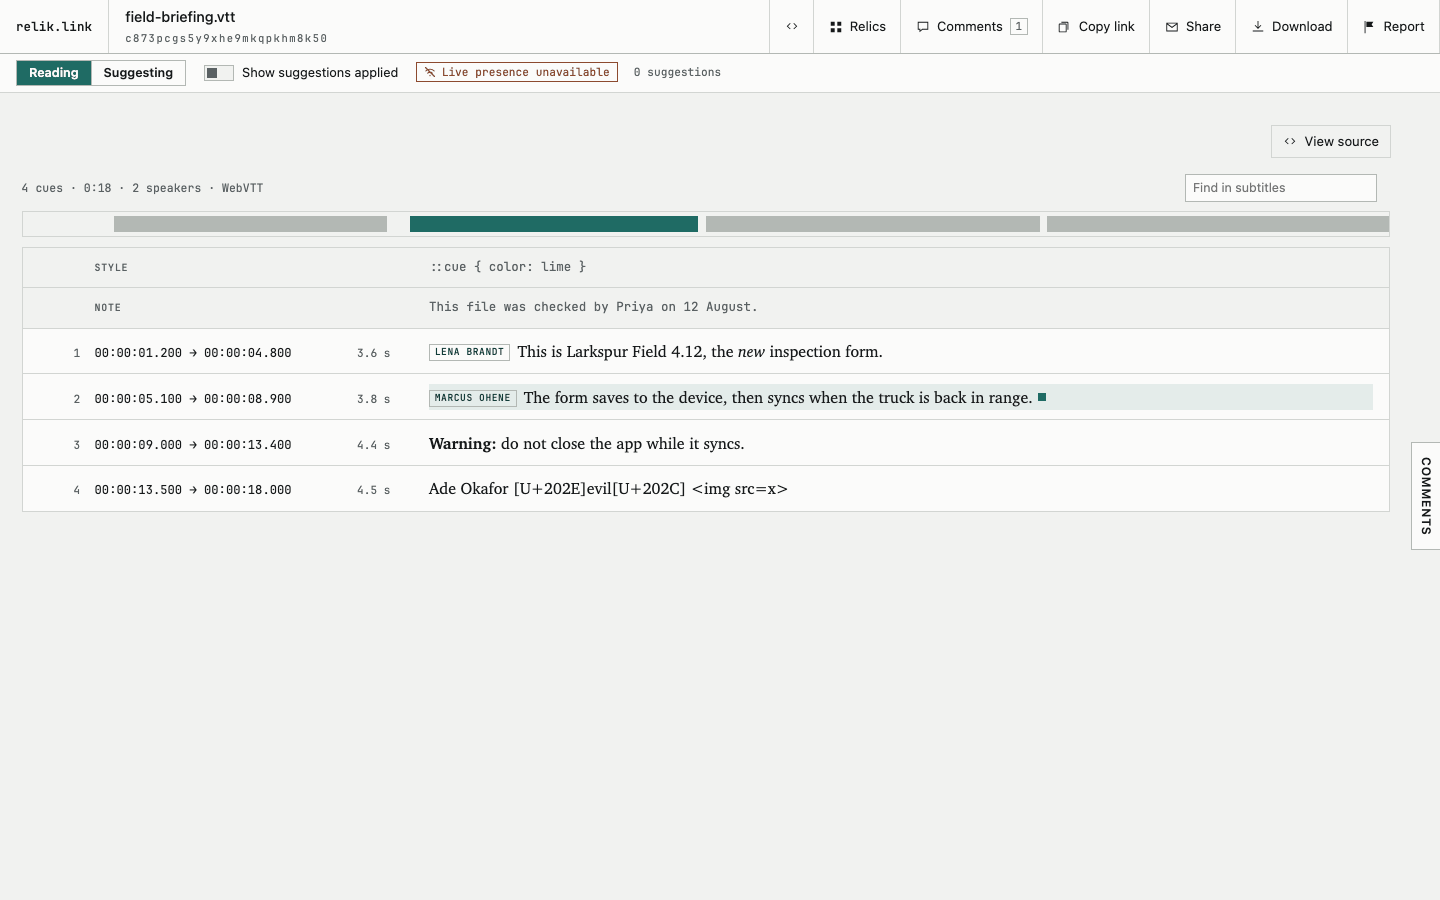 relik.link
field-briefing.vtt
c873pcgs5y9xhe9mkqpkhm8k50
Relics
Comments 1
Copy link
Share
Download
Report
Reading
Suggesting
Show suggestions applied
Live presence unavailable
0 suggestions
<> View source
4 cues · 0:18 · 2 speakers · WebVTT
Find in subtitles
STYLE ::cue { color: lime }
NOTE This file was checked by Priya on 12 August.
1 00:00:01.200 → 00:00:04.800 3.6 s LENA BRANDT This is Larkspur Field 4.12, the new inspection form.
2 00:00:05.100 → 00:00:08.900 3.8 s MARCUS OHENE The form saves to the device, then syncs when the truck is back in range.
3 00:00:09.000 → 00:00:13.400 4.4 s Warning: do not close the app while it syncs.
4 00:00:13.500 → 00:00:18.000 4.5 s Ade Okafor [U+202E]evil[U+202C] <img src=x>
COMMENTS